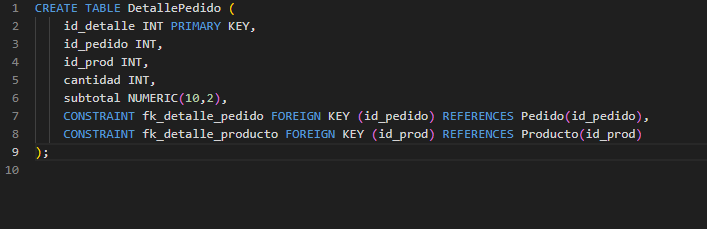 1 CREATE TABLE DetallePedido (
2 id_detalle INT PRIMARY KEY,
3 id_pedido INT,
4 id_prod INT,
5 cantidad INT,
6 subtotal NUMERIC(10,2),
7 CONSTRAINT fk_detalle_pedido FOREIGN KEY (id_pedido) REFERENCES Pedido(id_pedido),
8 CONSTRAINT fk_detalle_producto FOREIGN KEY (id_prod) REFERENCES Producto(id_prod)
9 );
10